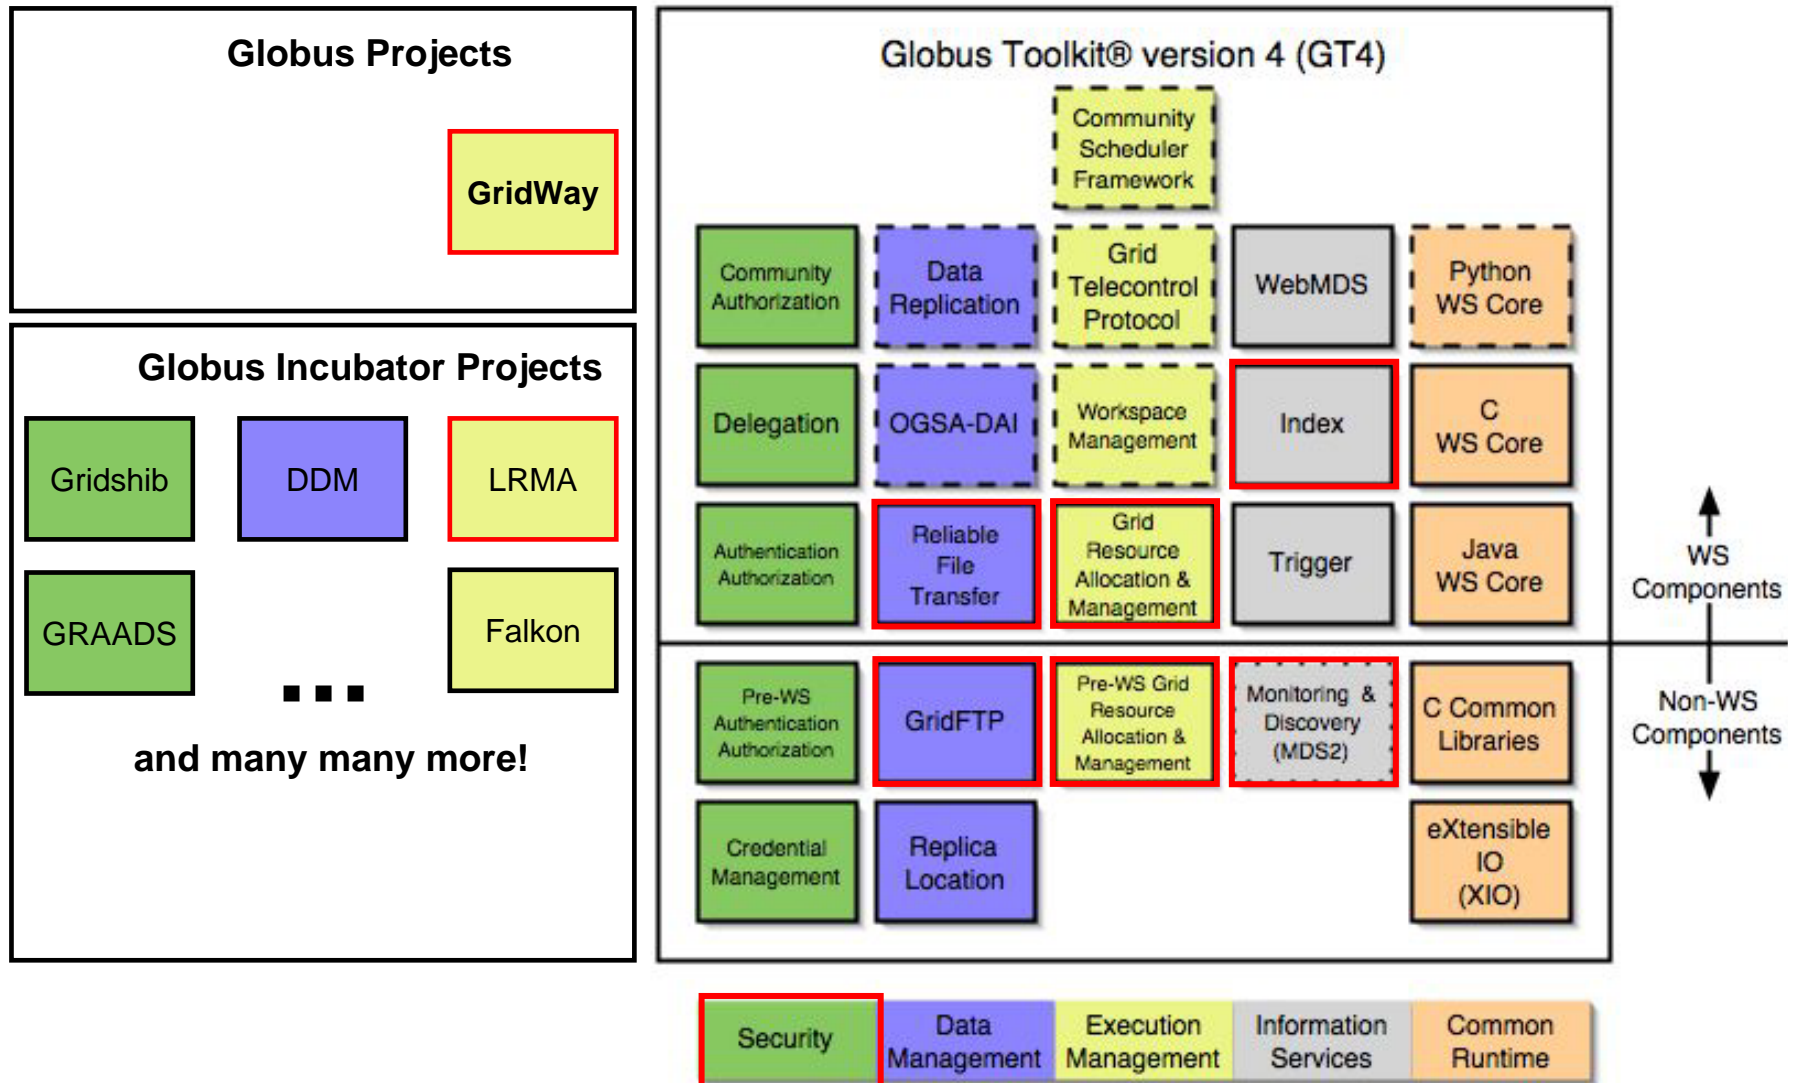 Globus Projects
GridWay
Globus Incubator Projects
Gridshib
DDM
LRMA
GRAADS
...
Falkon
and many many more!
Globus Toolkit® version 4 (GT4)
Community
Scheduler
Framework
Community
Authorization
Data
Replication
Grid
Telecontrol
Protocol
WebMDS
Python
WS Core
Delegation
OGSA-DAI
Workspace
Management
Index
C
WS Core
Authentication
Authorization
Reliable
File
Transfer
Grid
Resource
Allocation &
Management
Trigger
Java
WS Core
WS
Components
Pre-WS
Authentication
Authorization
GridFTP
Pre-WS Grid
Resource
Allocation &
Management
Monitoring &
Discovery
(MDS2)
C Common
Libraries
Non-WS
Components
Credential
Management
Replica
Location
eXtensible
IO
(XIO)
Security
Data
Management
Execution
Management
Information
Services
Common
Runtime